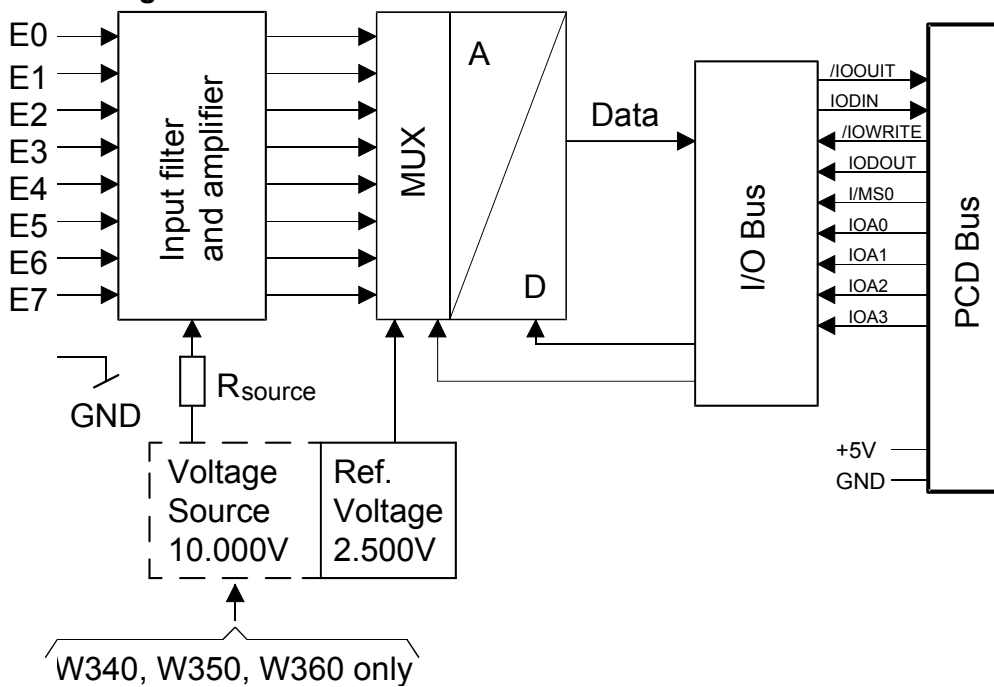 E0
E1
E2
E3
E4
E5
E6
E7
GND
Input filter
and amplifier
MUX
A
D
Data
I/O Bus
/IOOUIT
IODIN
/IOWRITE
IODOUT
I/MS0
IOA0
IOA1
IOA2
IOA3
+5V
GND
PCD Bus
Rsource
Voltage
Source
10.000V
Ref.
Voltage
2.500V
W340, W350, W360 only